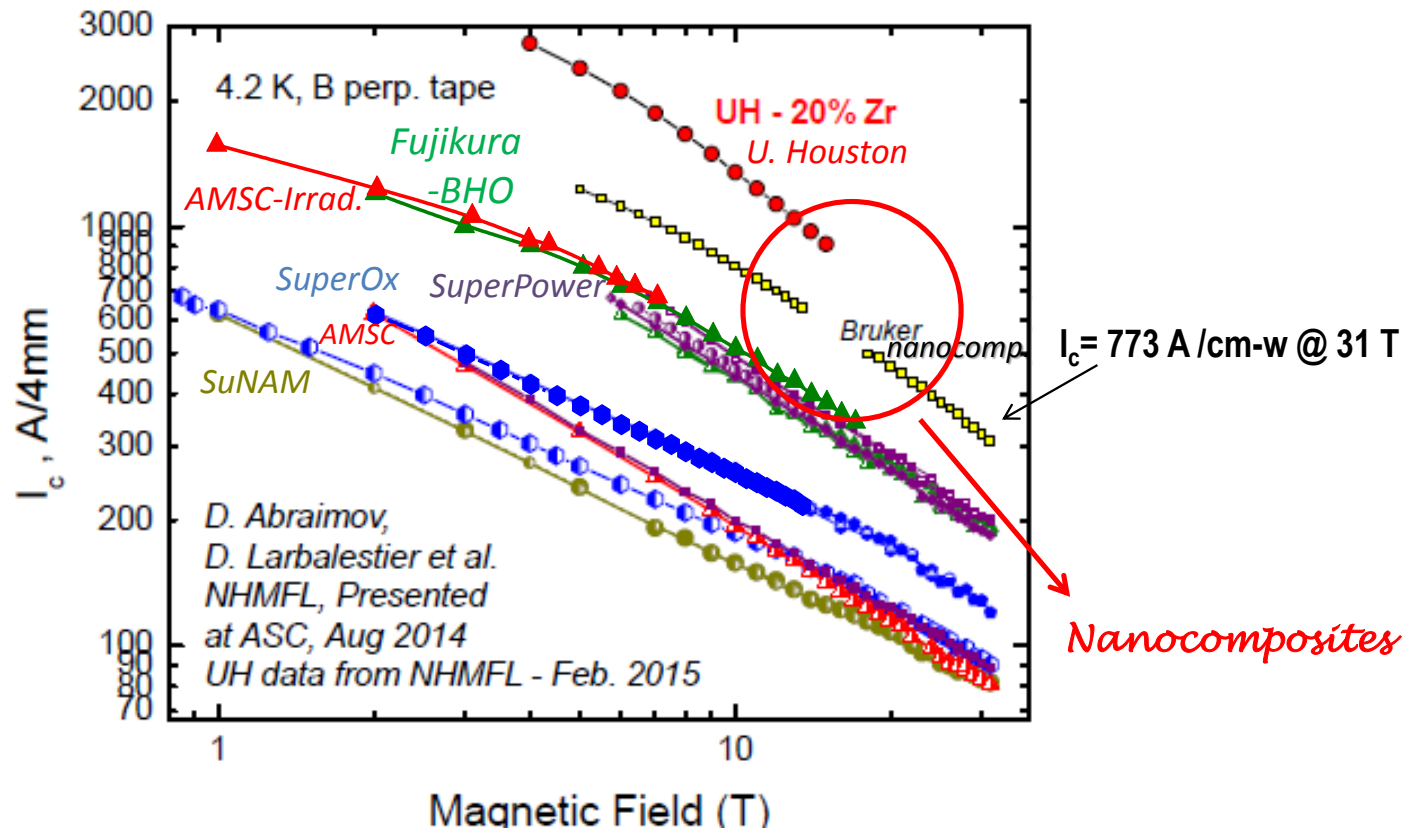 3000
2000
1000
900
800
700
600
500
400
300
200
100
90
80
70
I_c , A/4mm
4.2 K, B perp. tape
UH - 20% Zr
U. Houston
Fujikura
-BHO
AMSC-Irrad.
SuperOx
SuperPower
AMSC
SuNAM
Bruker
nanocomp.
I_c= 773 A /cm-w @ 31 T
D. Abraimov,
D. Larbalestier et al.
NHMFL, Presented
at ASC, Aug 2014
UH data from NHMFL - Feb. 2015
Nanocomposites
1
10
Magnetic Field (T)